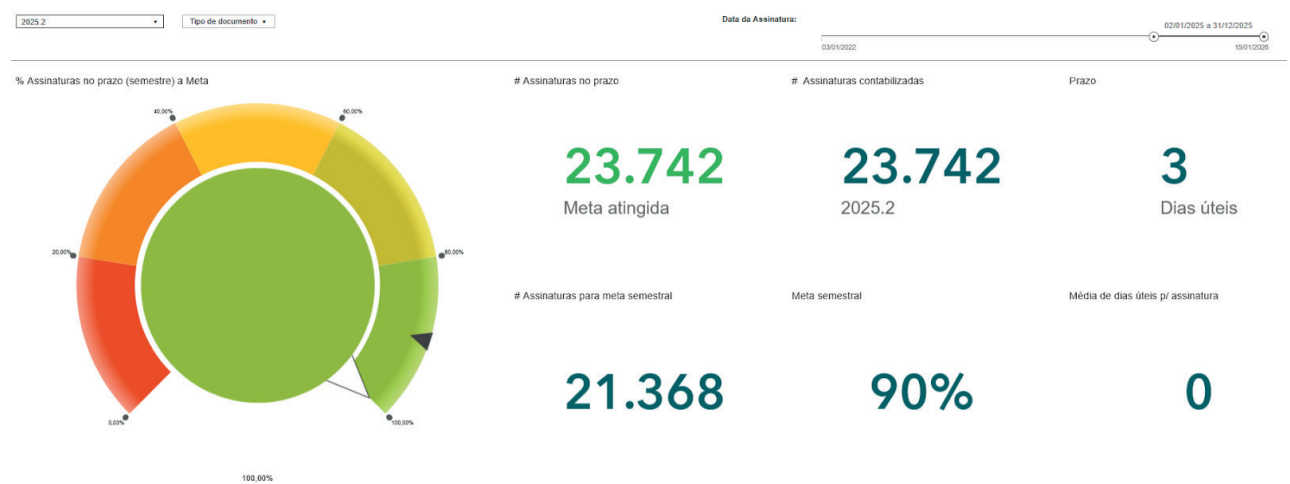 2025.2
Tipo de documento
Data da Assinatura:
02/01/2025 a 31/12/2025
03/01/2022
15/01/2026
% Assinaturas no prazo (semestre) a Meta
# Assinaturas no prazo
# Assinaturas contabilizadas
Prazo
40,00%
60,00%
23.742
23.742
3
Meta atingida
2025.2
Dias úteis
20,00%
80,00%
# Assinaturas para meta semestral
Meta semestral
Média de dias úteis p/ assinatura
21.368
90%
0
0,00%
100,00%
100,00%